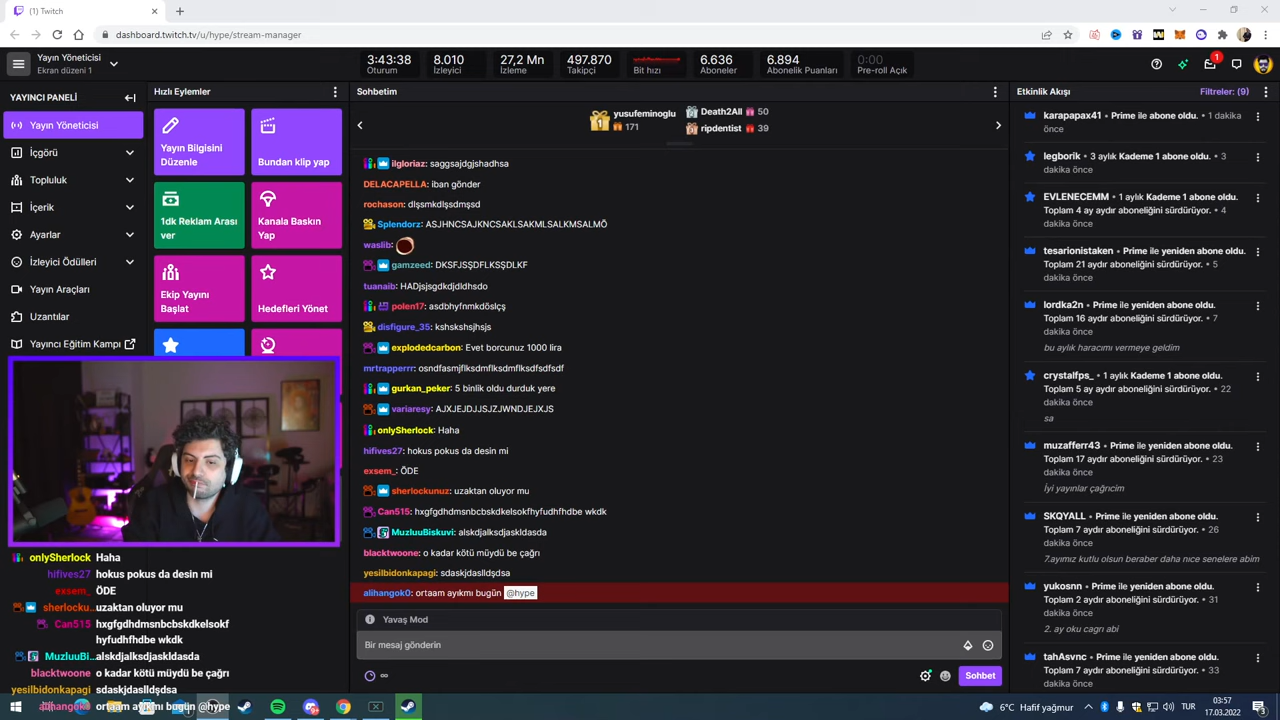 (1) Twitch
dashboard.twitch.tv/u/hype/stream-manager
Yayın Yöneticisi
Ekran düzeni 1
3:43:38
Oturum
8.010
İzleyici
27,2 Mn
İzleme
497.870
Takipçi
Bit hızı
6.636
Aboneler
6.894
Abonelik Puanları
0:00
Pre-roll Açık
1
YAYINCI PANELİ
Yayın Yöneticisi
İçgörü
Topluluk
İçerik
Ayarlar
İzleyici Ödülleri
Yayın Araçları
Uzantılar
Yayıncı Eğitim Kampı
Hızlı Eylemler
Yayın Bilgisini
Düzenle
Bundan klip yap
1dk Reklam Arası
ver
Kanala Baskın
Yap
Ekip Yayını
Başlat
Hedefleri Yönet
onlySherlock Haha
hifives27 hokus pokus da desin mi
exsem_ ÖDE
sherlocku... uzaktan oluyor mu
Can515 hxgfgdhdmsnbcbskdkelsokf
hyfudhfhdbe wkdk
MuzluuBi... alskdjalksdjaskldasda
blacktwoone o kadar kötü müydü be çağrı
yesilbidonkapagi sdaskjdaslldşdsa
alihangok0 ortaam ayıkmı bugün @hype
Sohbetim
1
yusufeminoglu
171
Death2All 50
ripdentist 39
ilgloriaz: saggsajdgjshadhsa
DELACAPELLA: iban gönder
rochason: dlşsmkdlşsdmşsd
Splendorz: ASJHNCSAJKNCSAKLSAKMLSALKMSALMÖ
waslib:
gamzeed: DKSFJSŞDFLKSŞDLKF
tuanaib: HADjsjsgdkdjdldhsdo
polen17: asdbhyfnmkdöslçş
disfigure_35: kshskshsjhsjs
explodedcarbon: Evet borcunuz 1000 lira
mrtrapperrr: osndfasmjflksdmflksdmflksdfsdfsdf
gurkan_peker: 5 binlik oldu durduk yere
variaresy: AJXJEJDJJSJZJWNDJEJXJS
onlySherlock: Haha
hifives27: hokus pokus da desin mi
exsem_: ÖDE
sherlockunuz: uzaktan oluyor mu
Can515: hxgfgdhdmsnbcbskdkelsokfhyfudhfhdbe wkdk
MuzluuBiskuvi: alskdjalksdjaskldasda
blacktwoone: o kadar kötü müydü be çağrı
yesilbidonkapagi: sdaskjdaslldşdsa
alihangok0: ortaam ayıkmı bugün @hype
Yavaş Mod
Bir mesaj gönderin
∞
Sohbet
Etkinlik Akışı
Filtreler: (9)
karapapax41 • Prime ile abone oldu. • 1 dakika
önce
legborik • 3 aylık Kademe 1 abone oldu. • 3
dakika önce
EVLENECEMM • 1 aylık Kademe 1 abone oldu.
Toplam 4 ay aydır aboneliğini sürdürüyor. • 4
dakika önce
tesarionistaken • Prime ile yeniden abone oldu.
Toplam 21 aydır aboneliğini sürdürüyor. • 5
dakika önce
lordka2n • Prime ile yeniden abone oldu.
Toplam 16 aydır aboneliğini sürdürüyor. • 7
dakika önce
bu aylık haracımı vermeye geldim
crystalfps_ • 1 aylık Kademe 1 abone oldu.
Toplam 5 ay aydır aboneliğini sürdürüyor. • 22
dakika önce
sa
muzafferr43 • Prime ile yeniden abone oldu.
Toplam 17 aydır aboneliğini sürdürüyor. • 23
dakika önce
İyi yayınlar çağrıcim
SKQYALL • Prime ile yeniden abone oldu.
Toplam 7 aydır aboneliğini sürdürüyor. • 26
dakika önce
7.ayımız kutlu olsun beraber daha nıce senelere abim
yukosnn • Prime ile yeniden abone oldu.
Toplam 2 aydır aboneliğini sürdürüyor. • 31
dakika önce
2. ay oku cagrı abi
tahAsvnc • Prime ile yeniden abone oldu.
Toplam 7 aydır aboneliğini sürdürüyor. • 33
dakika önce
6°C Hafif yağmur
TUR
03:57
17.03.2022
3